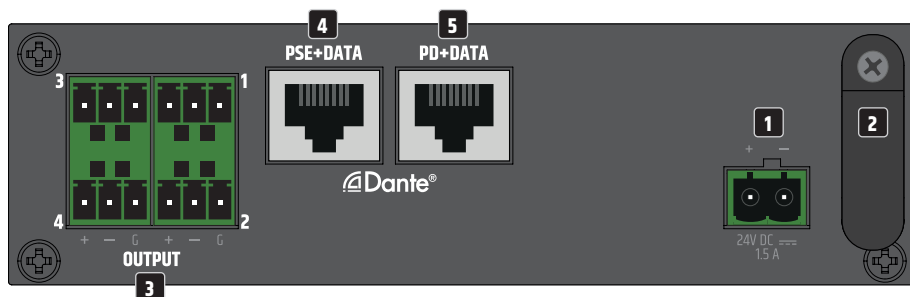 4 5
PSE+DATA PD+DATA
3 1
1 2
+ −
Dante®
4 2
+ − G + − G
24V DC
1.5 A
OUTPUT
3